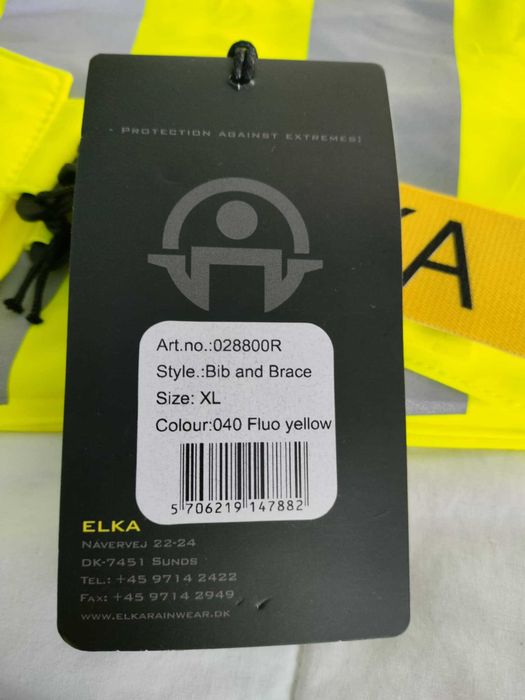 PROTECTION AGAINST EXTREMES!
KA
Art.no.:028800R
Style.:Bib and Brace
Size: XL
Colour:040 Fluo yellow
5 706219 147882
ELKA
NAVERVEJ 22-24
DK-7451 SUNDS
TEL.: +45 9714 2422
FAX: +45 9714 2949
WWW.ELKARAINWEAR.DK